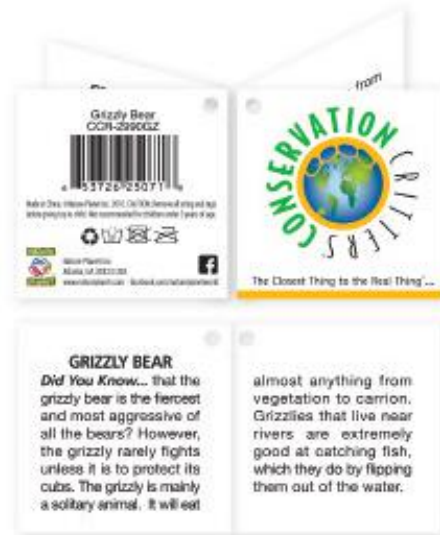 from
Grizzly Bear
CCR-2990GZ
CONSERVATION
CRITTERS
The Closest Thing to the Real Thing
GRIZZLY BEAR
Did You Know... that the
grizzly bear is the fiercest
and most aggressive of
all the bears? However,
the grizzly rarely fights
unless it is to protect its
cubs. The grizzly is mainly
a solitary animal. It will eat
almost anything from
vegetation to carrion.
Grizzlies that live near
rivers are extremely
good at catching fish,
which they do by flipping
them out of the water.